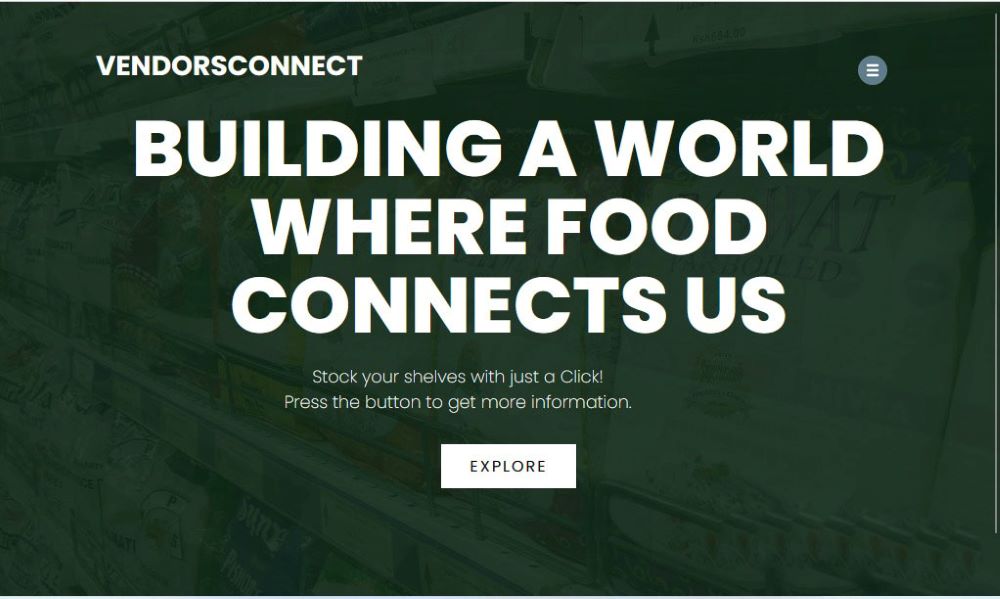 VENDORSCONNECT
BUILDING A WORLD
WHERE FOOD
CONNECTS US
Stock your shelves with just a Click!
Press the button to get more information.
EXPLORE